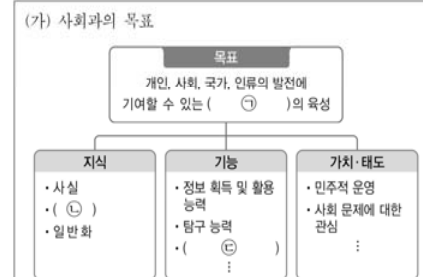 (가) 사회과의 목표
목표
개인, 사회, 국가, 인류의 발전에
기여할 수 있는 ( ㉠ )의 육성
지식
· 사실
· ( ㉡ )
· 일반화
기능
· 정보 획득 및 활용
능력
· 탐구 능력
· ( ㉢ )
⋮
가치·태도
· 민주적 운영
· 사회 문제에 대한
관심
⋮